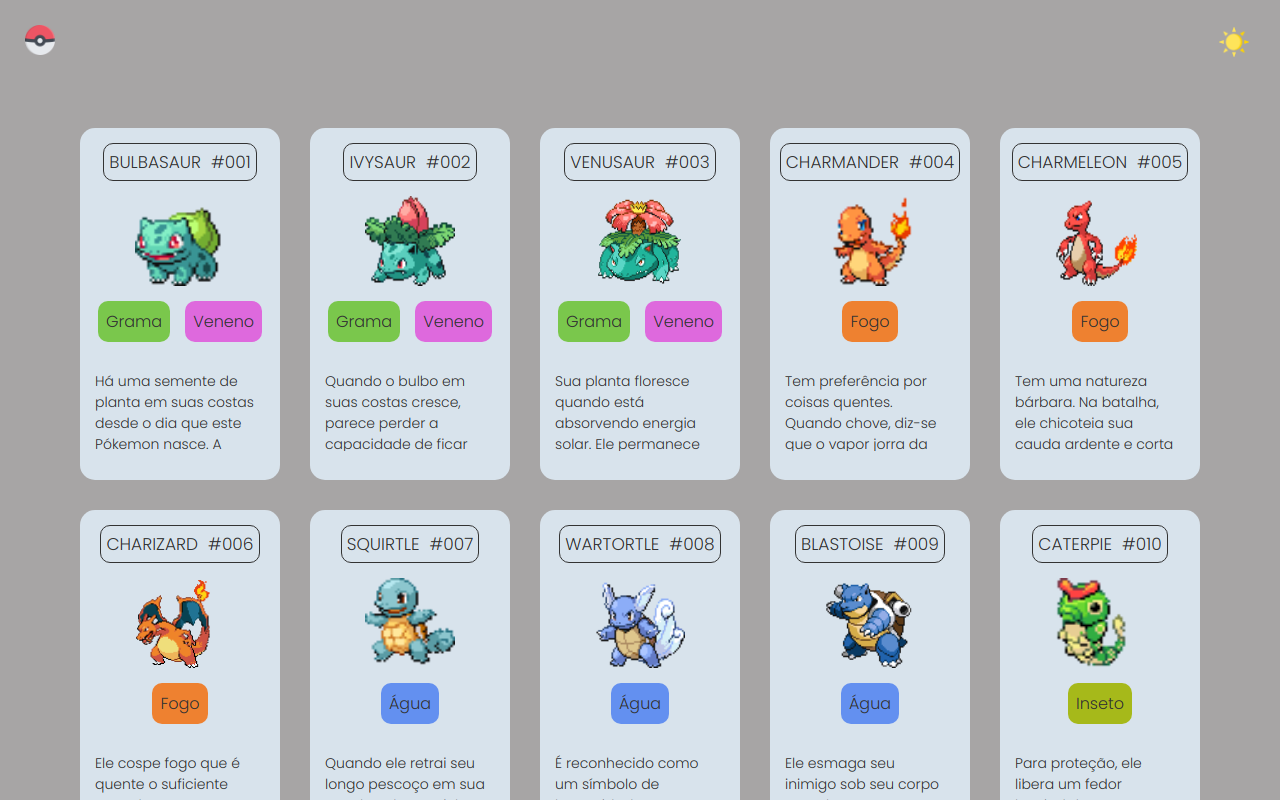 BULBASAUR #001
Grama Veneno
Há uma semente de
planta em suas costas
desde o dia que este
Pókemon nasce. A
IVYSAUR #002
Grama Veneno
Quando o bulbo em
suas costas cresce,
parece perder a
capacidade de ficar
VENUSAUR #003
Grama Veneno
Sua planta floresce
quando está
absorvendo energia
solar. Ele permanece
CHARMANDER #004
Fogo
Tem preferência por
coisas quentes.
Quando chove, diz-se
que o vapor jorra da
CHARMELEON #005
Fogo
Tem uma natureza
bárbara. Na batalha,
ele chicoteia sua
cauda ardente e corta
CHARIZARD #006
Fogo
Ele cospe fogo que é
quente o suficiente
SQUIRTLE #007
Água
Quando ele retrai seu
longo pescoço em sua
WARTORTLE #008
Água
É reconhecido como
um símbolo de
BLASTOISE #009
Água
Ele esmaga seu
inimigo sob seu corpo
CATERPIE #010
Inseto
Para proteção, ele
libera um fedor